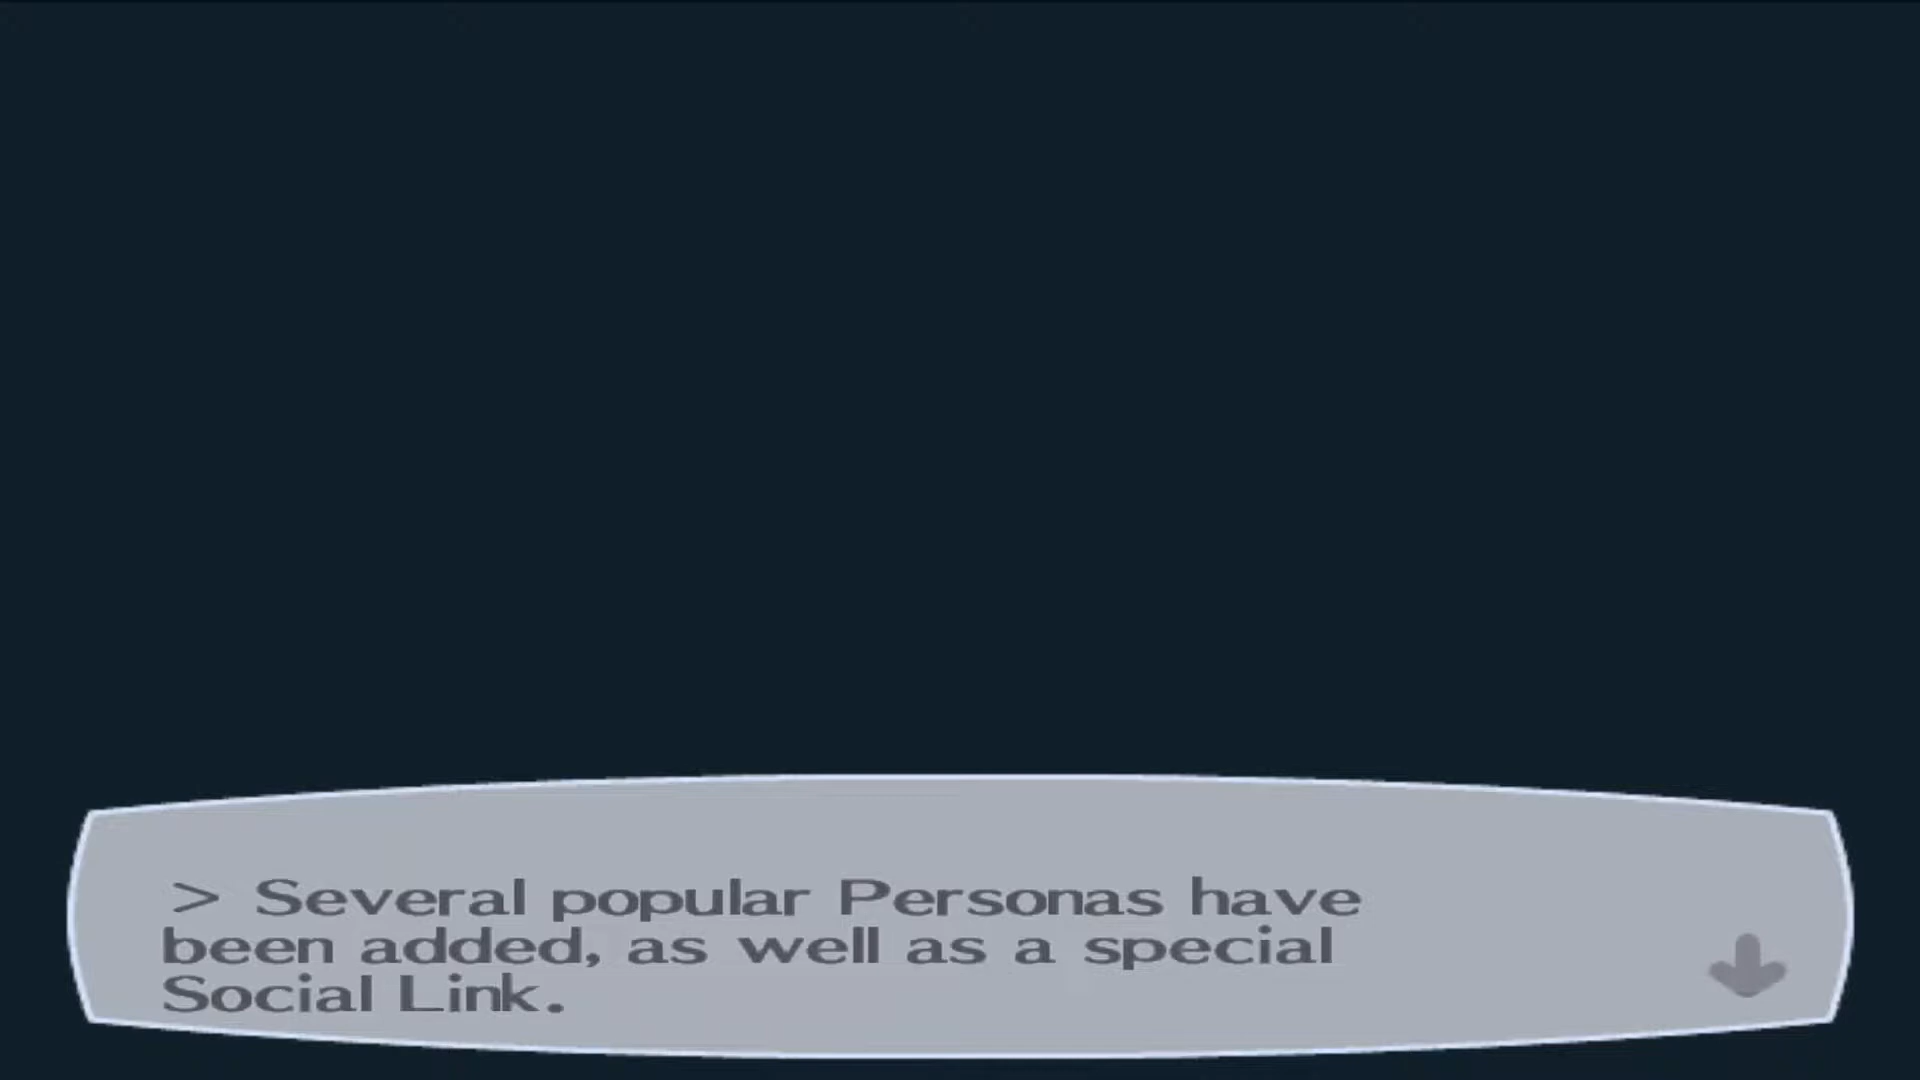 > Several popular Personas have
been added, as well as a special
Social Link.